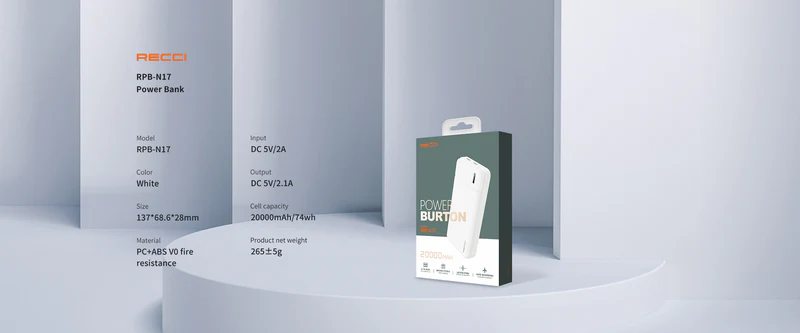 RECCI
RPB-N17
Power Bank
Model
RPB-N17
Color
White
Size
137*68.6*28mm
Material
PC+ABS V0 fire
resistance
Input
DC 5V/2A
Output
DC 5V/2.1A
Cell capacity
20000mAh/74wh
Product net weight
265±5g
RECCI
POWER
BURTON
20000mAh